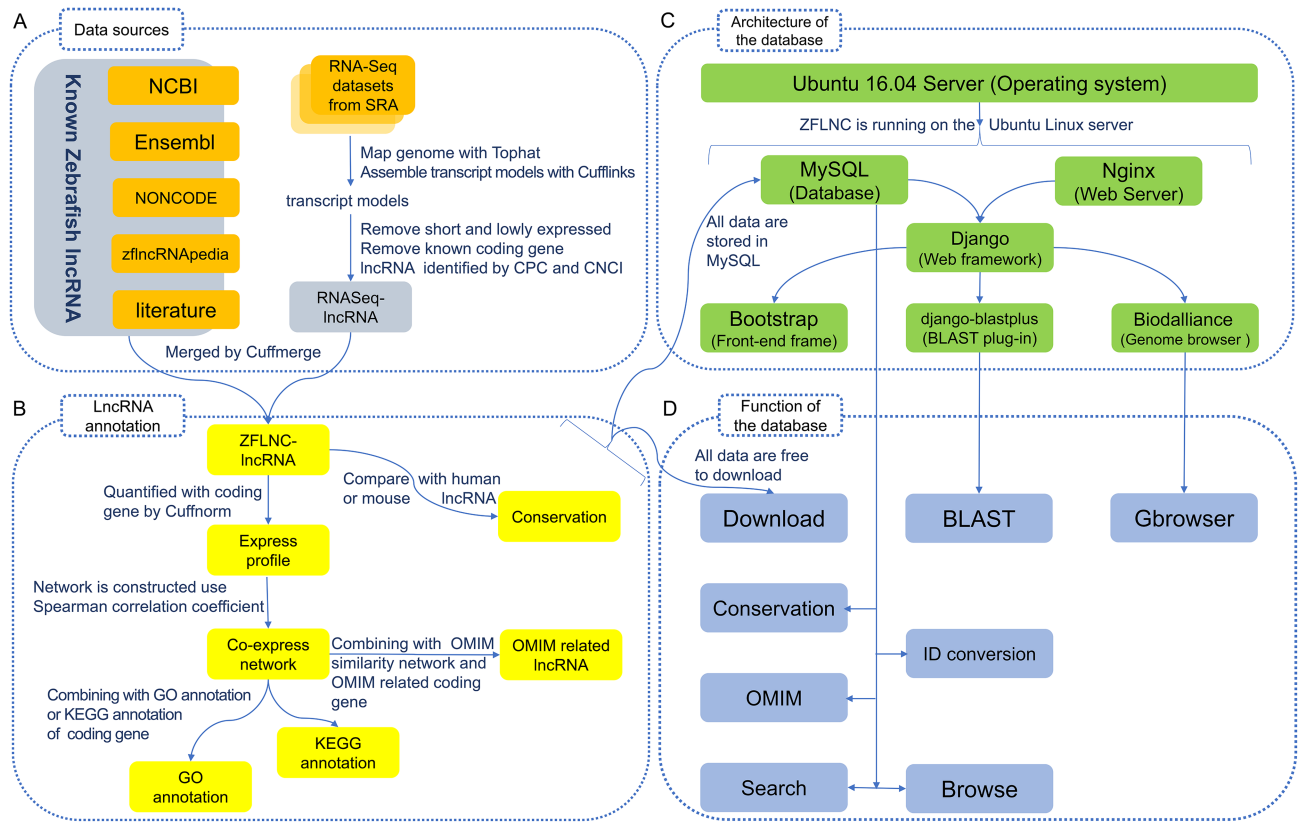 A
Data sources
Known Zebrafish lncRNA
NCBI
Ensembl
NONCODE
zflncRNApedia
literature
RNA-Seq
datasets
from SRA
Map genome with Tophat
Assemble transcript models with Cufflinks
transcript models
Remove short and lowly expressed
Remove known coding gene
lncRNA identified by CPC and CNCI
RNASeq-
lncRNA
Merged by Cuffmerge
B
LncRNA
annotation
ZFLNC-
lncRNA
Quantified with coding
gene by Cuffnorm
Compare with human
or mouse lncRNA
Conservation
Express
profile
Network is constructed use
Spearman correlation coefficient
Co-express
network
Combining with OMIM
similarity network and
OMIM related coding
gene
OMIM related
lncRNA
Combining with GO annotation
or KEGG annotation
of coding gene
KEGG
annotation
GO
annotation
C
Architecture of
the database
Ubuntu 16.04 Server (Operating system)
ZFLNC is running on the Ubuntu Linux server
MySQL
(Database)
Nginx
(Web Server)
All data are
stored in
MySQL
Django
(Web framework)
Bootstrap
(Front-end frame)
django-blastplus
(BLAST plug-in)
Biodalliance
(Genome browser )
D
Function of
the database
All data are free
to download
Download
BLAST
Gbrowser
Conservation
ID conversion
OMIM
Search
Browse